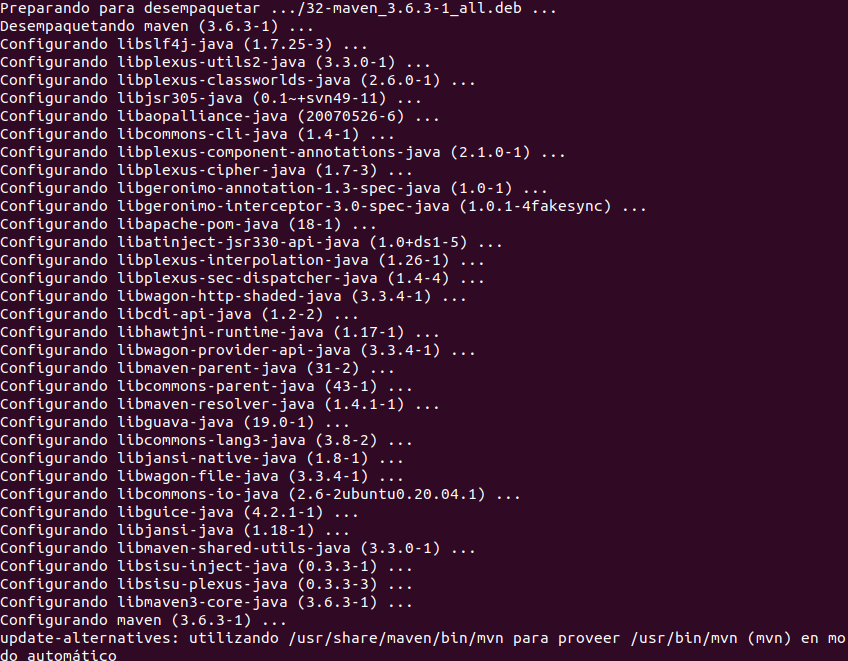 Preparando para desempaquetar .../32-maven_3.6.3-1_all.deb ...
Desempaquetando maven (3.6.3-1) ...
Configurando libslf4j-java (1.7.25-3) ...
Configurando libplexus-utils2-java (3.3.0-1) ...
Configurando libplexus-classworlds-java (2.6.0-1) ...
Configurando libjsr305-java (0.1~+svn49-11) ...
Configurando libaopalliance-java (20070526-6) ...
Configurando libcommons-cli-java (1.4-1) ...
Configurando libplexus-component-annotations-java (2.1.0-1) ...
Configurando libplexus-cipher-java (1.7-3) ...
Configurando libgeronimo-annotation-1.3-spec-java (1.0-1) ...
Configurando libgeronimo-interceptor-3.0-spec-java (1.0.1-4fakesync) ...
Configurando libapache-pom-java (18-1) ...
Configurando libatinject-jsr330-api-java (1.0+ds1-5) ...
Configurando libplexus-interpolation-java (1.26-1) ...
Configurando libplexus-sec-dispatcher-java (1.4-4) ...
Configurando libwagon-http-shaded-java (3.3.4-1) ...
Configurando libcdi-api-java (1.2-2) ...
Configurando libhawtjni-runtime-java (1.17-1) ...
Configurando libwagon-provider-api-java (3.3.4-1) ...
Configurando libmaven-parent-java (31-2) ...
Configurando libcommons-parent-java (43-1) ...
Configurando libmaven-resolver-java (1.4.1-1) ...
Configurando libguava-java (19.0-1) ...
Configurando libcommons-lang3-java (3.8-2) ...
Configurando libjansi-native-java (1.8-1) ...
Configurando libwagon-file-java (3.3.4-1) ...
Configurando libcommons-io-java (2.6-2ubuntu0.20.04.1) ...
Configurando libguice-java (4.2.1-1) ...
Configurando libjansi-java (1.18-1) ...
Configurando libmaven-shared-utils-java (3.3.0-1) ...
Configurando libsisu-inject-java (0.3.3-1) ...
Configurando libsisu-plexus-java (0.3.3-3) ...
Configurando libmaven3-core-java (3.6.3-1) ...
Configurando maven (3.6.3-1) ...
update-alternatives: utilizando /usr/share/maven/bin/mvn para proveer /usr/bin/mvn (mvn) en mo
do automático